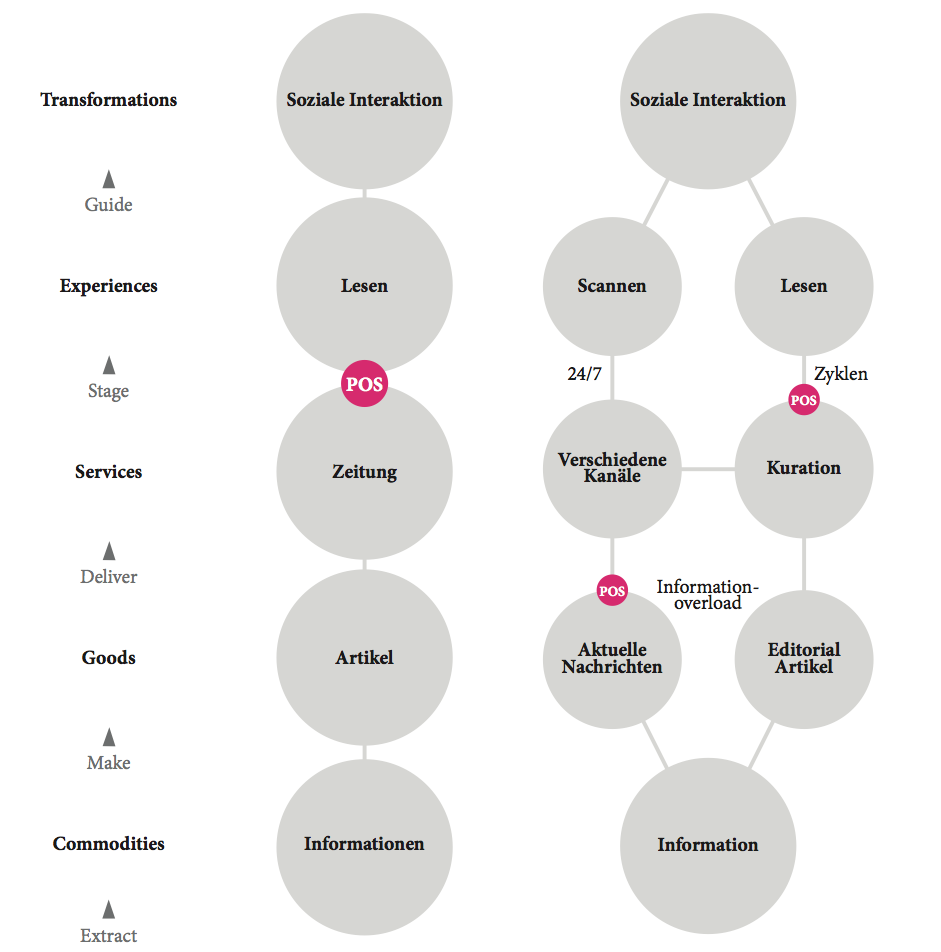 Transformations
Guide
Experiences
Stage
Services
Deliver
Goods
Make
Commodities
Extract
Soziale Interaktion
Lesen
POS
Zeitung
Artikel
Informationen
Soziale Interaktion
Scannen
Lesen
24/7
Zyklen
POS
Verschiedene
Kanäle
Kuration
POS
Information-
overload
Aktuelle
Nachrichten
Editorial
Artikel
Information